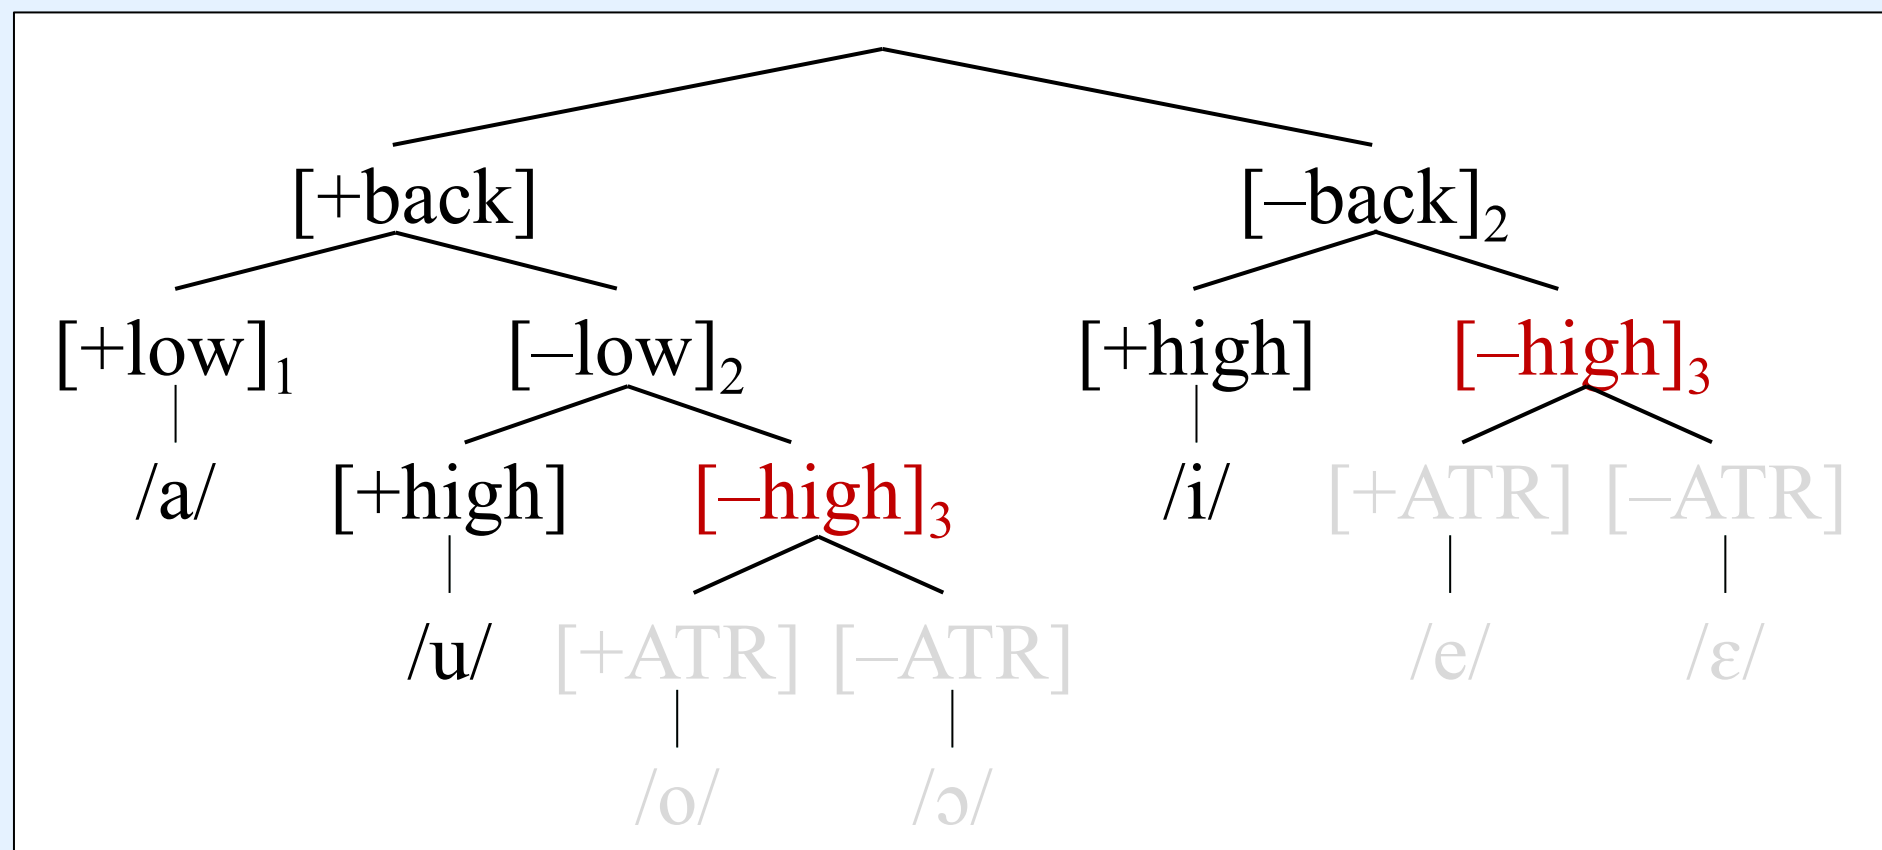 [+back] [–back]₂
[+low]₁ [–low]₂ [+high] [–high]₃
/a/ [+high] [–high]₃ /i/ [+ATR] [–ATR]
/u/ [+ATR] [–ATR] /e/ /ɛ/
/o/ /ɔ/